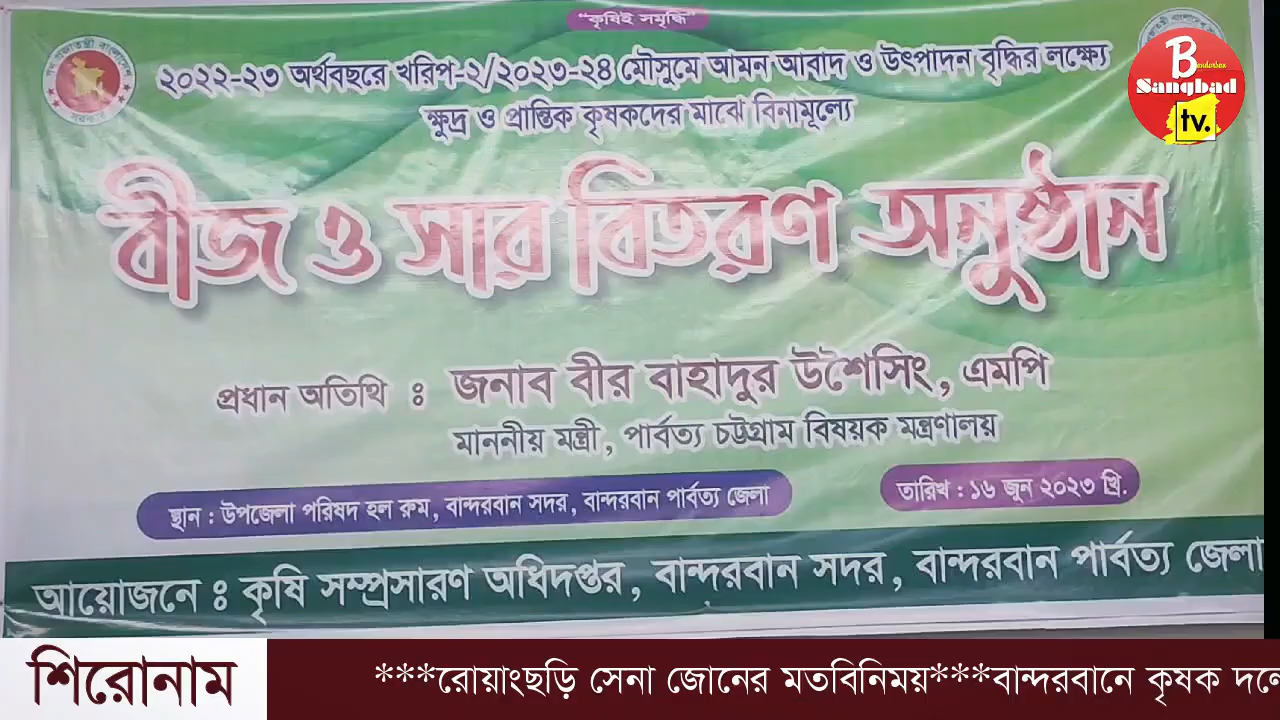 “কৃষিই সমৃদ্ধি”
২০২২-২৩ অর্থবছরে খরিপ-২/২০২৩-২৪ মৌসুমে আমন আবাদ ও উৎপাদন বৃদ্ধির লক্ষ্যে
ক্ষুদ্র ও প্রান্তিক কৃষকদের মাঝে বিনামূল্যে
বীজ ও সার বিতরণ অনুষ্ঠান
প্রধান অতিথি : জনাব বীর বাহাদুর উশৈসিং, এমপি
মাননীয় মন্ত্রী, পার্বত্য চট্টগ্রাম বিষয়ক মন্ত্রণালয়
স্থান : উপজেলা পরিষদ হল রুম, বান্দরবান সদর, বান্দরবান পার্বত্য জেলা
তারিখ : ১৬ জুন ২০২৩ খ্রি.
আয়োজনে : কৃষি সম্প্রসারণ অধিদপ্তর, বান্দরবান সদর, বান্দরবান পার্বত্য জেলা
B
Sangbad
tv.
শিরোনাম
***রোয়াংছড়ি সেনা জোনের মতবিনিময়***বান্দরবানে কৃষক দলে